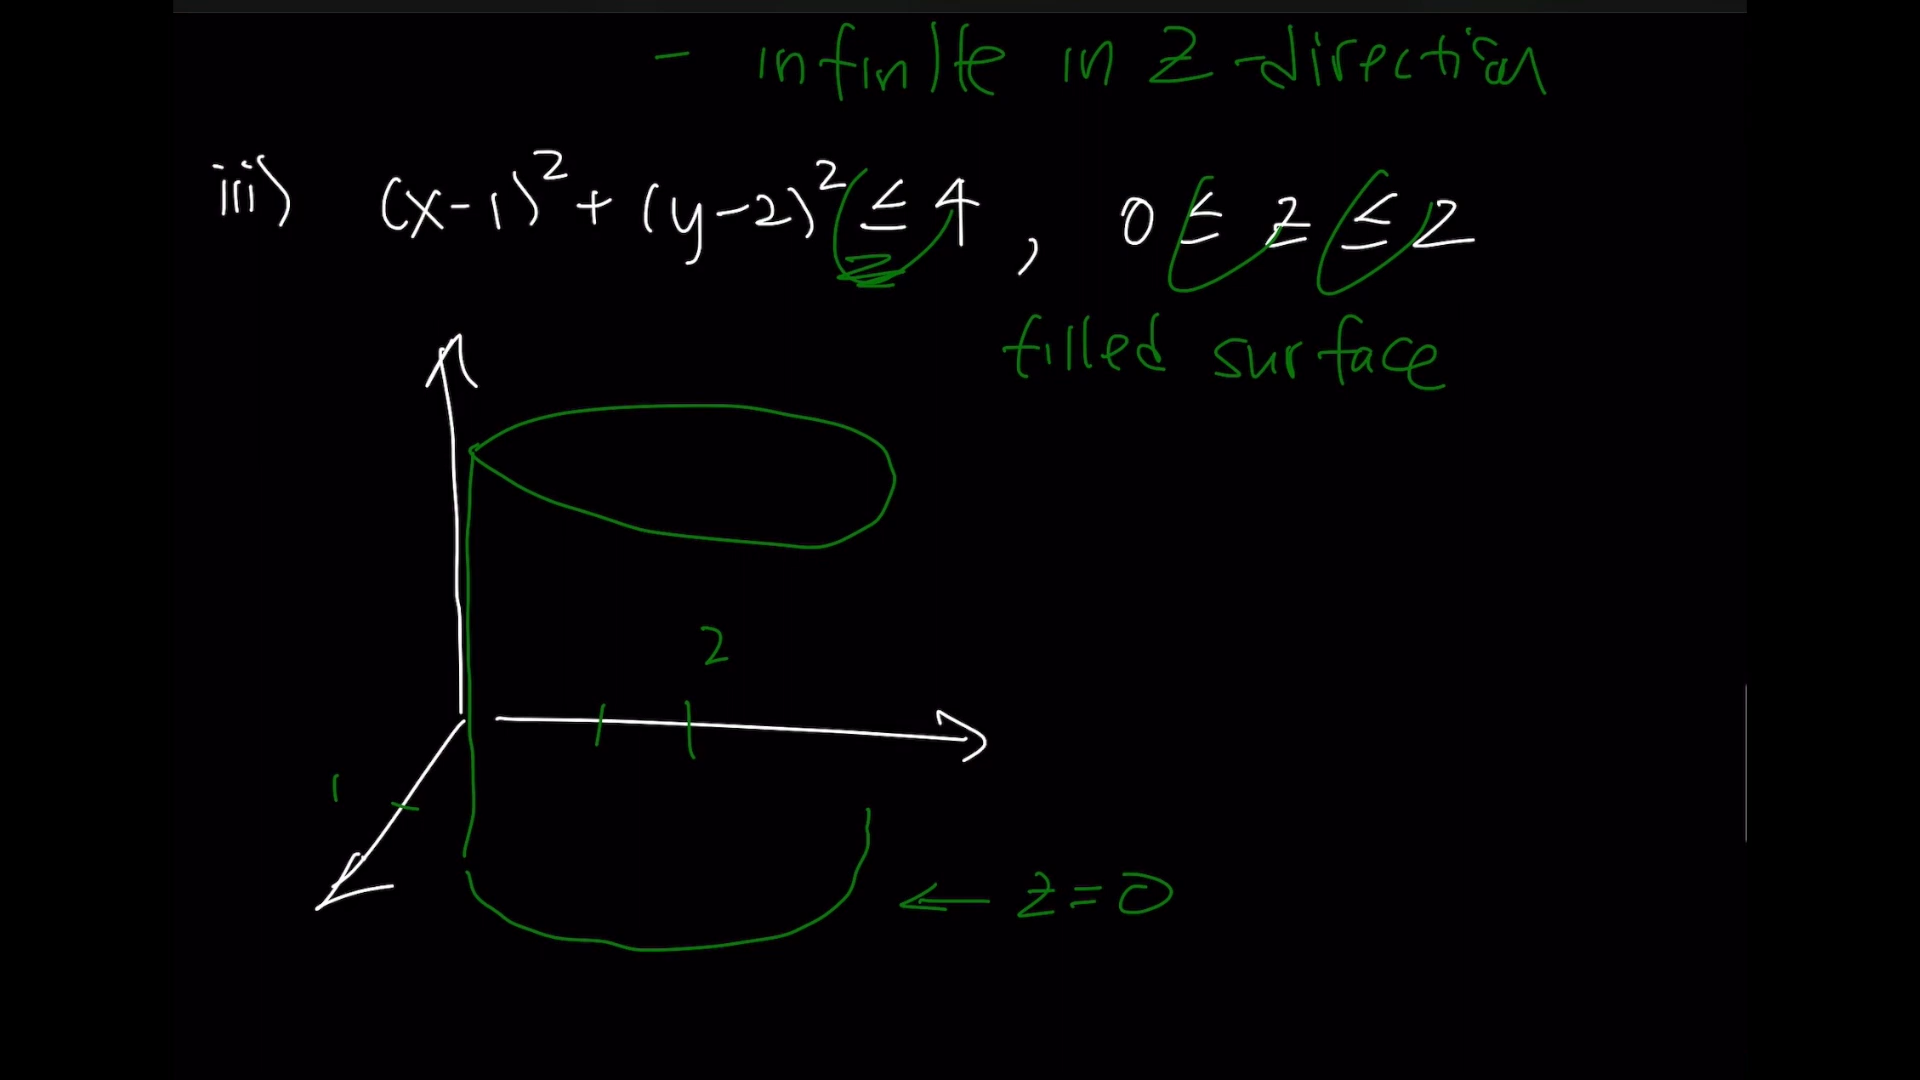 - infinite in z-direction
iii) (x-1)² + (y-2)² ≤ 4 , 0 ≤ z ≤ 2
filled surface
2
1
← z=0